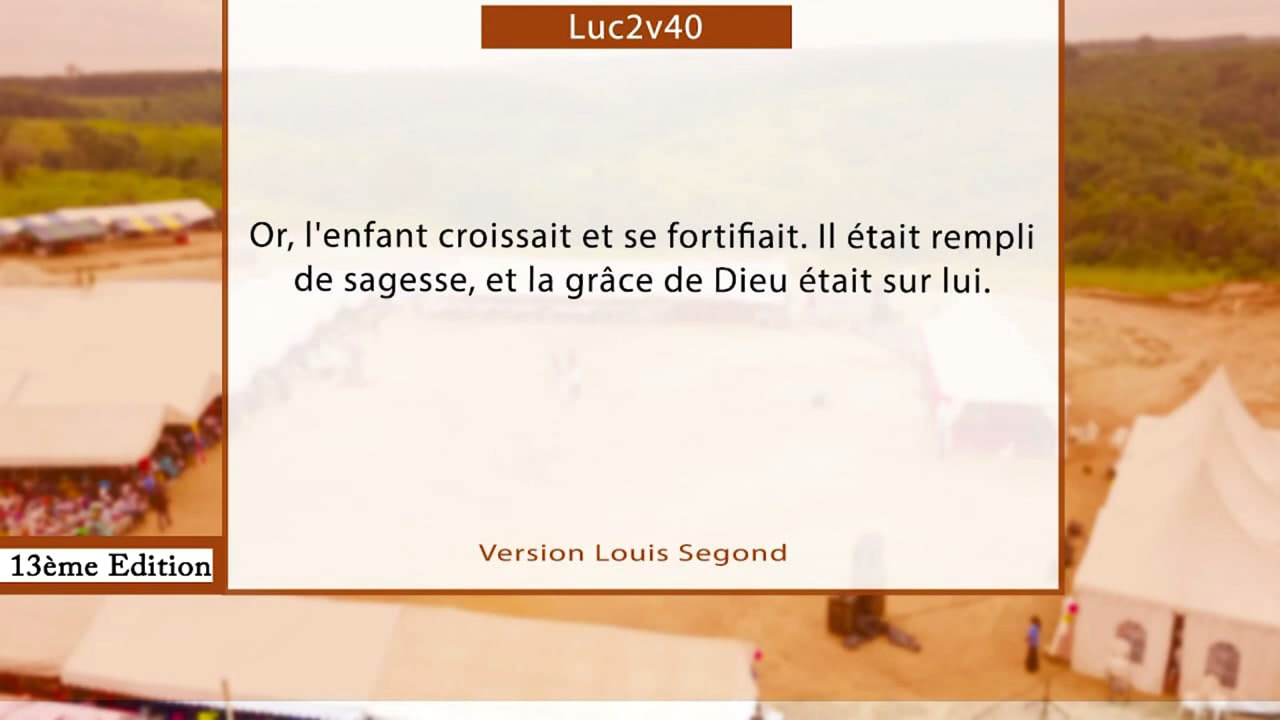 Luc2v40
Or, l'enfant croissait et se fortifiait. Il était rempli
de sagesse, et la grâce de Dieu était sur lui.
Version Louis Segond
13ème Edition